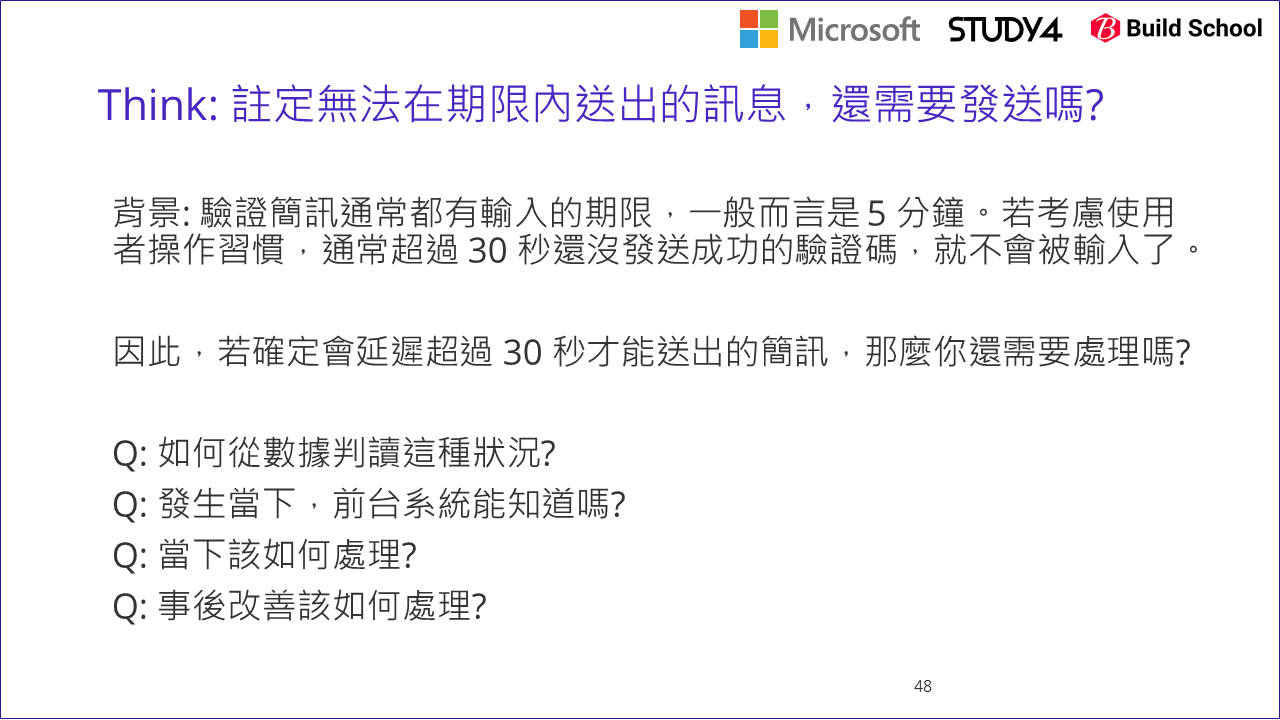 Microsoft STUDY4 Build School
Think: 註定無法在期限內送出的訊息，還需要發送嗎?
背景: 驗證簡訊通常都有輸入的期限，一般而言是 5 分鐘。若考慮使用
者操作習慣，通常超過 30 秒還沒發送成功的驗證碼，就不會被輸入了。
因此，若確定會延遲超過 30 秒才能送出的簡訊，那麼你還需要處理嗎?
Q: 如何從數據判讀這種狀況?
Q: 發生當下，前台系統能知道嗎?
Q: 當下該如何處理?
Q: 事後改善該如何處理?
48